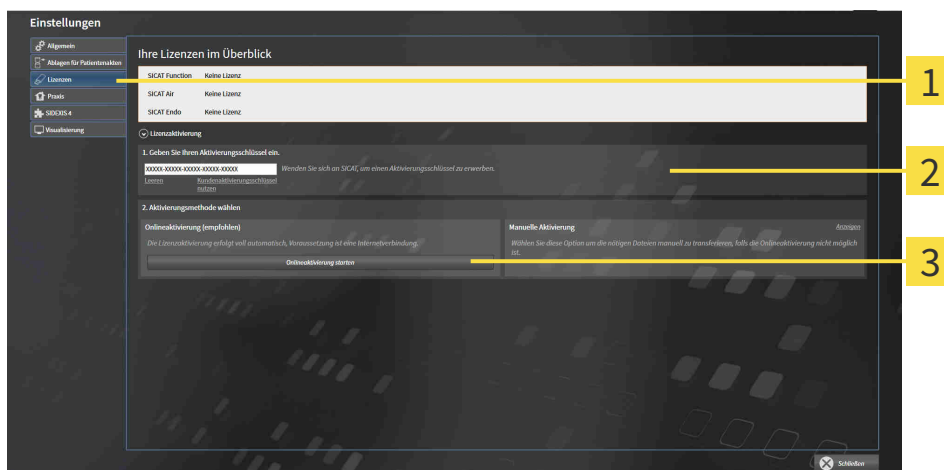 Einstellungen
Allgemein
Ablagen für Patientenakten
Lizenzen
Praxis
SIDEXIS 4
Visualisierung
Ihre Lizenzen im Überblick
SICAT Function Keine Lizenz
SICAT Air Keine Lizenz
SICAT Endo Keine Lizenz
Lizenzaktivierung
1. Geben Sie Ihren Aktivierungsschlüssel ein.
XXXXX-XXXXX-XXXXX-XXXXX-XXXXX
Wenden Sie sich an SICAT, um einen Aktivierungsschlüssel zu erwerben.
Leeren
Kundenaktivierungsschlüssel
nutzen
2. Aktivierungsmethode wählen
Onlineaktivierung (empfohlen)
Die Lizenzaktivierung erfolgt voll automatisch, Voraussetzung ist eine Internetverbindung.
Onlineaktivierung starten
Manuelle Aktivierung
Anzeigen
Wählen Sie diese Option um die nötigen Dateien manuell zu transferieren, falls die Onlineaktivierung nicht möglich
ist.
Schließen
1
2
3